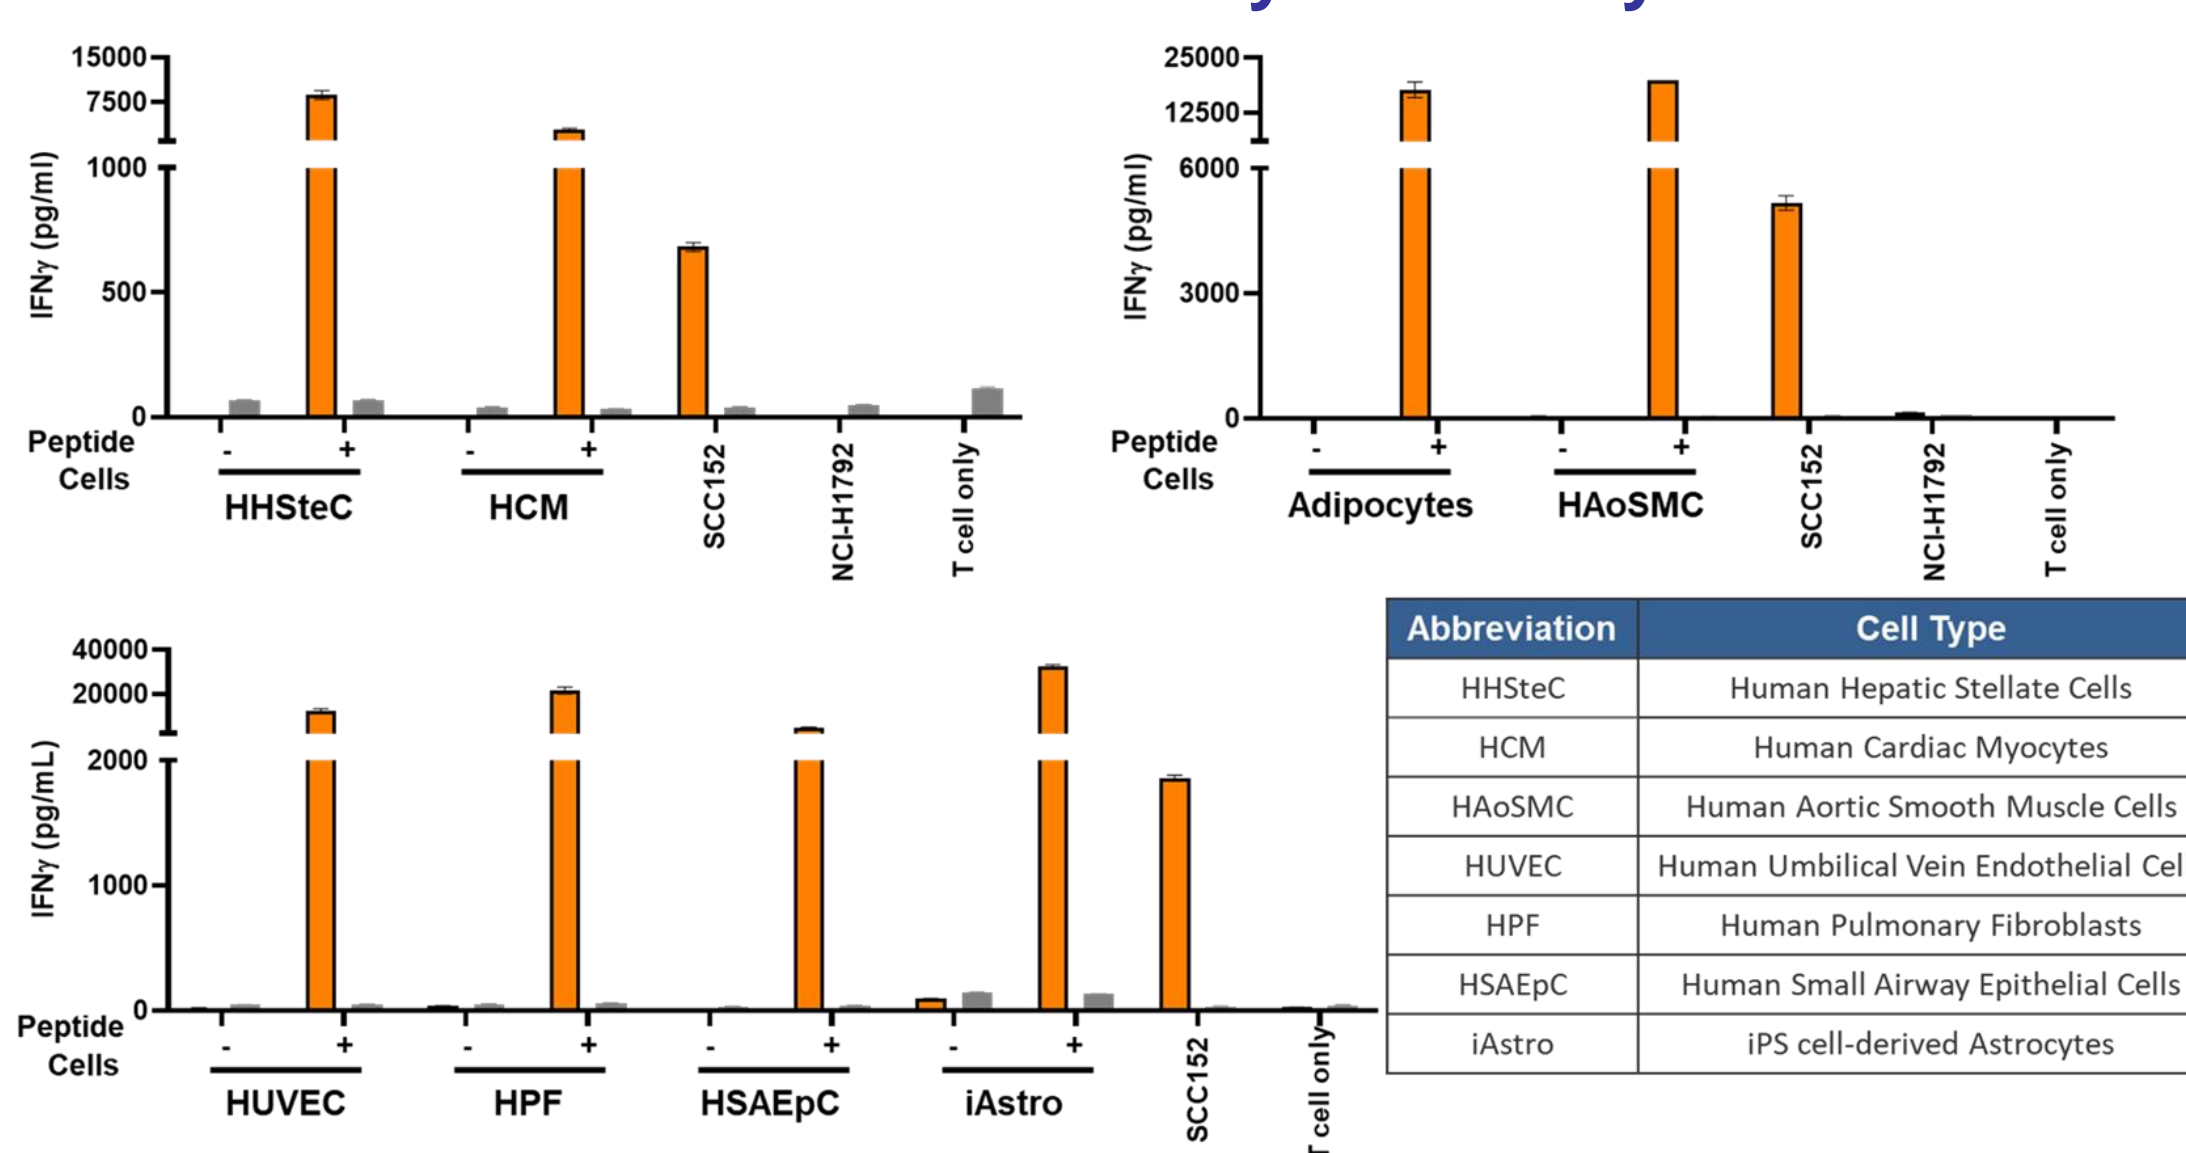 15000
7500
1000
500
0
IFNγ (pg/ml)
Peptide - + - +
Cells
HHSteC HCM SCC152 NCI-H1792 T cell only
25000
12500
6000
3000
0
IFNγ (pg/ml)
Peptide - + - +
Cells
Adipocytes HAoSMC SCC152 NCI-H1792 T cell only
40000
20000
2000
1000
0
IFNγ (pg/mL)
Peptide - + - + - + - +
Cells
HUVEC HPF HSAEpC iAstro SCC152 T cell only
Abbreviation Cell Type
HHSteC Human Hepatic Stellate Cells
HCM Human Cardiac Myocytes
HAoSMC Human Aortic Smooth Muscle Cells
HUVEC Human Umbilical Vein Endothelial Cel
HPF Human Pulmonary Fibroblasts
HSAEpC Human Small Airway Epithelial Cells
iAstro iPS cell-derived Astrocytes